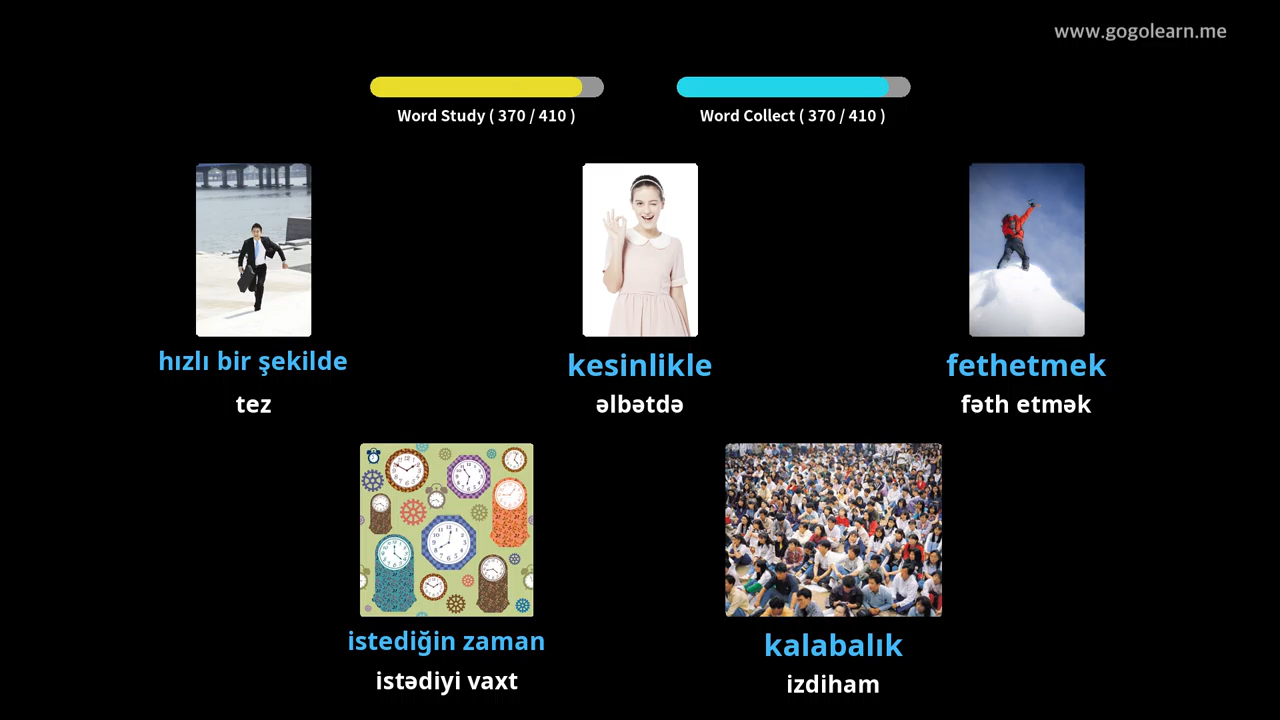 www.gogolearn.me
Word Study ( 370 / 410 )
Word Collect ( 370 / 410 )
hızlı bir şekilde
tez
kesinlikle
əlbətdə
fethetmek
fəth etmək
istediğin zaman
istədiyi vaxt
kalabalık
izdiham